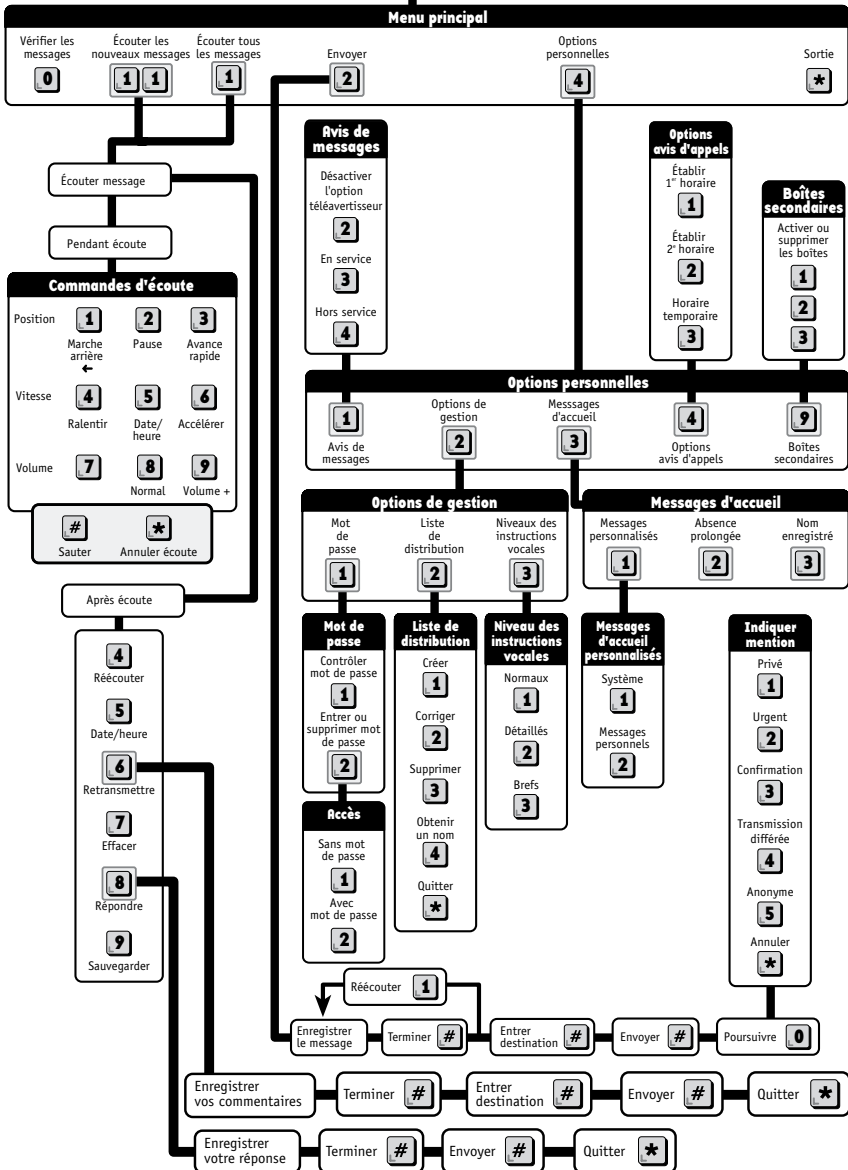 Menu principal
Vérifier les
messages
0
Écouter les
nouveaux messages
1 1
Écouter tous
les messages
1
Envoyer
2
Options
personnelles
4
Sortie
*
Écouter message
Pendant écoute
Commandes d'écoute
Position
1
Marche
arrière
←
2
Pause
3
Avance
rapide
Vitesse
4
Ralentir
5
Date/
heure
6
Accélérer
Volume
7
8
Normal
9
Volume +
#
Sauter
*
Annuler écoute
Après écoute
4
Réécouter
5
Date/heure
6
Retransmettre
7
Effacer
8
Répondre
9
Sauvegarder
Avis de
messages
Désactiver
l'option
téléavertisseur
2
En service
3
Hors service
4
Options
avis d'appels
Établir
1er horaire
1
Établir
2e horaire
2
Horaire
temporaire
3
Boîtes
secondaires
Activer ou
supprimer
les boîtes
1
2
3
Options personnelles
1
Avis de
messages
Options de
gestion
2
Messsages
d'accueil
3
4
Options
avis d'appels
9
Boîtes
secondaires
Options de gestion
Mot
de
passe
1
Liste
de
distribution
2
Niveaux des
instructions
vocales
3
Messages d'accueil
Messages
personnalisés
1
Absence
prolongée
2
Nom
enregistré
3
Mot de
passe
Contrôler
mot de passe
1
Entrer ou
supprimer mot
de passe
2
Accès
Sans mot
de passe
1
Avec
mot de passe
2
Liste de
distribution
Créer
1
Corriger
2
Supprimer
3
Obtenir
un nom
4
Quitter
*
Niveau des
instructions
vocales
Normaux
1
Détaillés
2
Brefs
3
Messages
d'accueil
personnalisés
Système
1
Messages
personnels
2
Indiquer
mention
Privé
1
Urgent
2
Confirmation
3
Transmission
différée
4
Anonyme
5
Annuler
*
Réécouter 1
Enregistrer
le message
Terminer #
Entrer
destination #
Envoyer #
Poursuivre 0
Enregistrer
vos commentaires
Terminer #
Entrer
destination #
Envoyer #
Quitter *
Enregistrer
votre réponse
Terminer #
Envoyer #
Quitter *